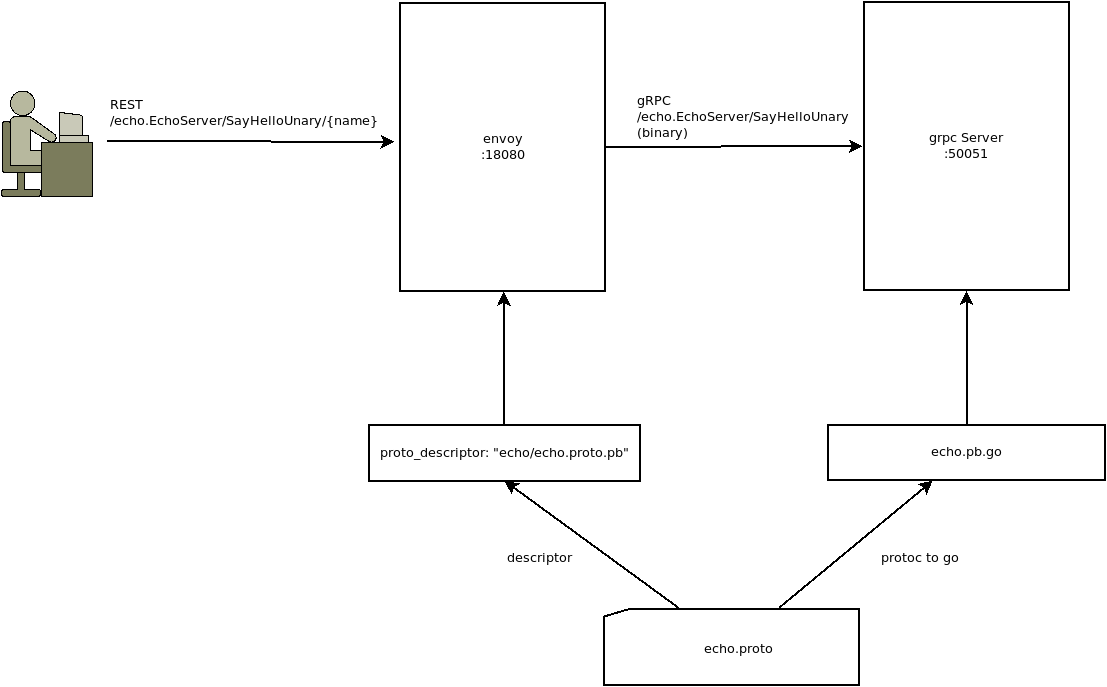 REST
/echo.EchoServer/SayHelloUnary/{name}
envoy
:18080
gRPC
/echo.EchoServer/SayHelloUnary
(binary)
grpc Server
:50051
proto_descriptor: "echo/echo.proto.pb"
echo.pb.go
descriptor
protoc to go
echo.proto